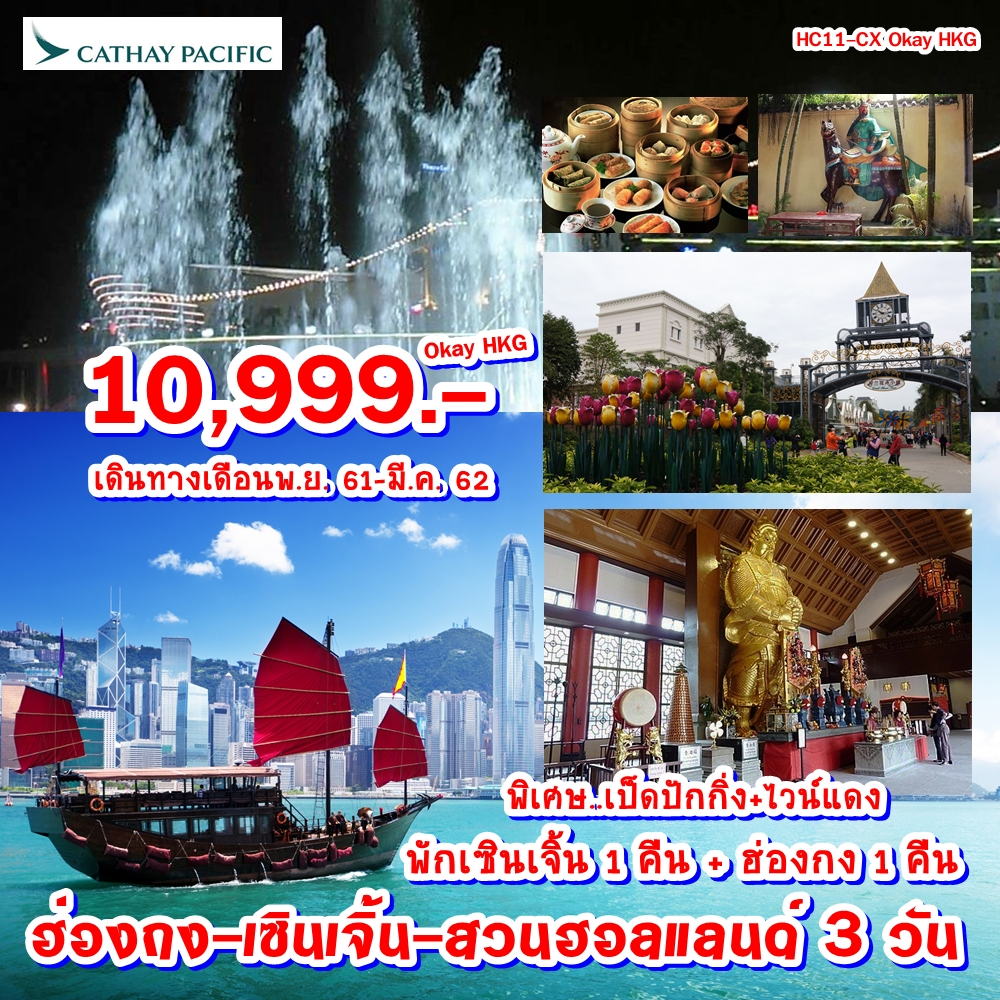 CATHAY PACIFIC
HC11-CX Okay HKG
10,999.-
Okay HKG
เดินทางเดือนพ.ย. 61-มี.ค. 62
พิเศษ..เป็ดปักกิ่ง+ไวน์แดง
พักเซินเจิ้น 1 คืน + ฮ่องกง 1 คืน
ฮ่องกง-เซินเจิ้น-สวนฮอลแลนด์ 3 วัน